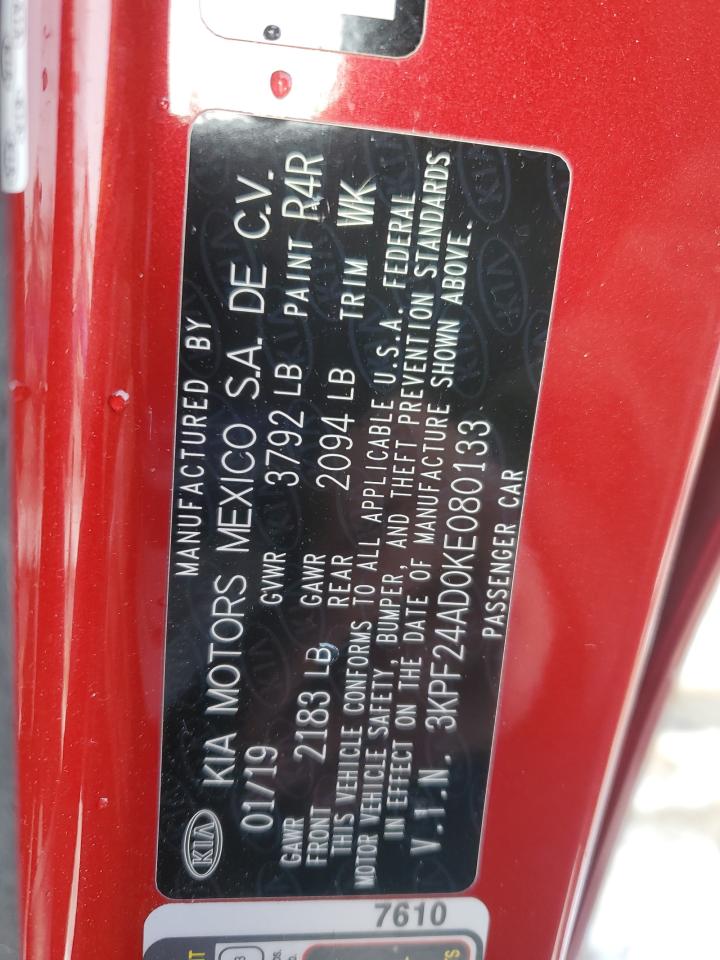 MANUFACTURED BY
KIA KIA MOTORS MEXICO S.A. DE C.V.
01/19 GVWR 3792 LB PAINT R4R
GAWR FRONT 2183 LB GAWR REAR 2094 LB TRIM WK
THIS VEHICLE CONFORMS TO ALL APPLICABLE U.S.A. FEDERAL
MOTOR VEHICLE SAFETY, BUMPER, AND THEFT PREVENTION STANDARDS
IN EFFECT ON THE DATE OF MANUFACTURE SHOWN ABOVE.
V.I.N. 3KPF24AD0KE080133
PASSENGER CAR
7610